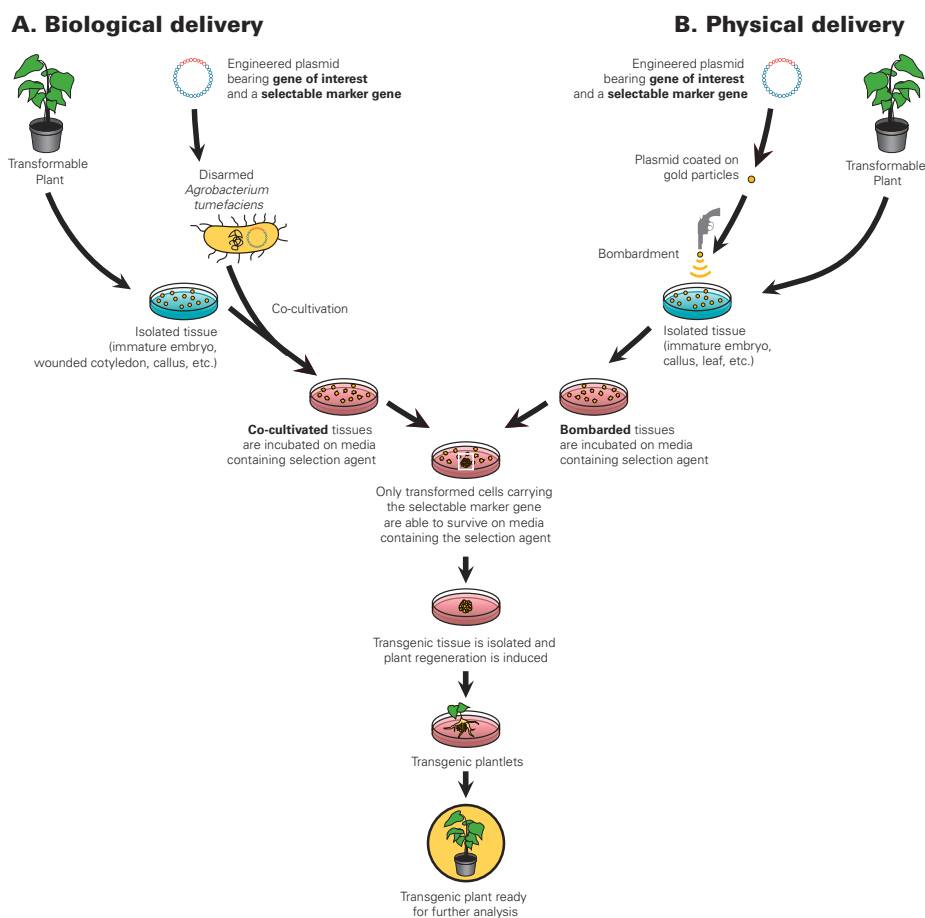 A. Biological delivery
Engineered plasmid
bearing gene of interest
and a selectable marker gene
Transformable
Plant
Disarmed
Agrobacterium
tumefaciens
Co-cultivation
Isolated tissue
(immature embryo,
wounded cotyledon, callus, etc.)
Co-cultivated tissues
are incubated on media
containing selection agent
B. Physical delivery
Engineered plasmid
bearing gene of interest
and a selectable marker gene
Plasmid coated on
gold particles
Transformable
Plant
Bombardment
Isolated tissue
(immature embryo,
callus, leaf, etc.)
Bombarded tissues
are incubated on media
containing selection agent
Only transformed cells carrying
the selectable marker gene
are able to survive on media
containing the selection agent
Transgenic tissue is isolated and
plant regeneration is induced
Transgenic plantlets
Transgenic plant ready
for further analysis